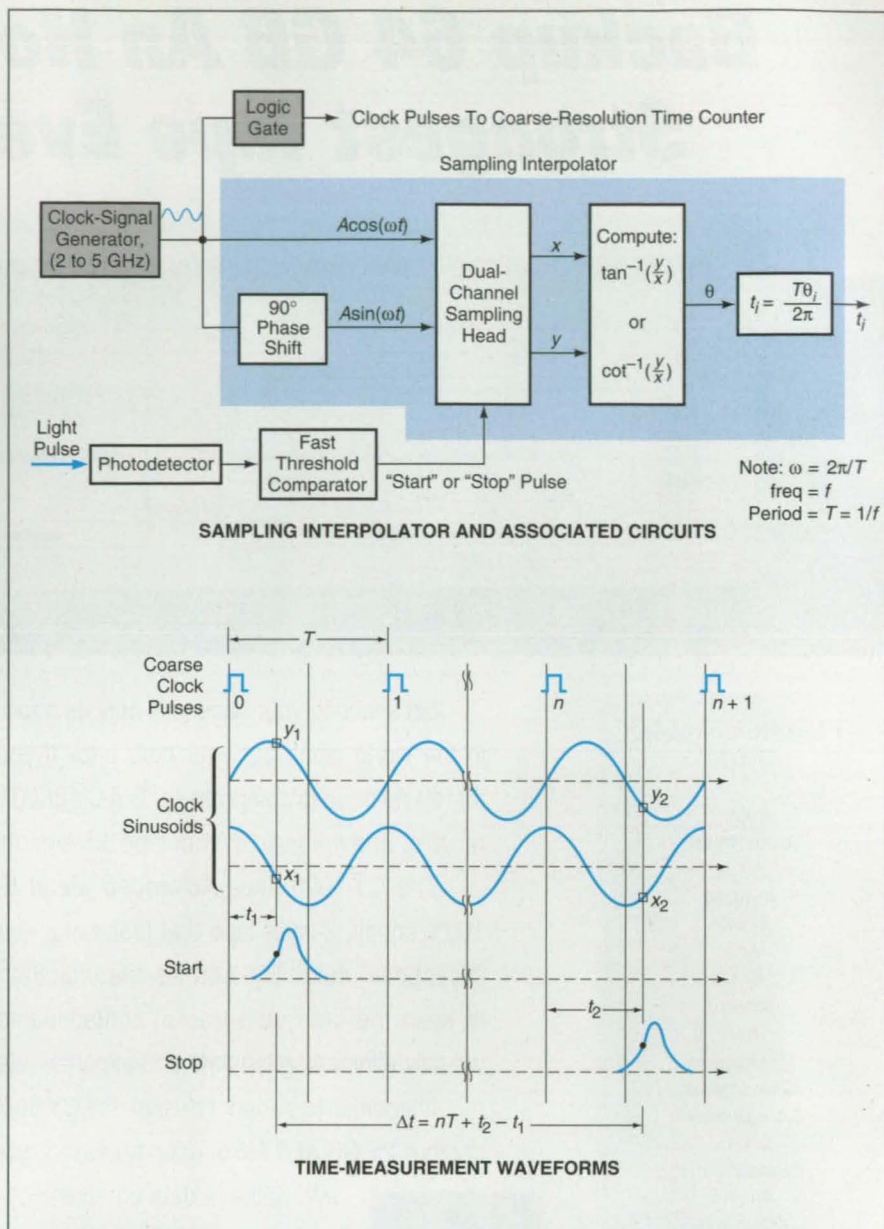 Logic
Gate
Clock Pulses To Coarse-Resolution Time Counter
Sampling Interpolator
Clock-Signal
Generator,
(2 to 5 GHz)
Acos(ωt)
90°
Phase
Shift
Asin(ωt)
Dual-
Channel
Sampling
Head
x
y
Compute:
tan⁻¹(y/x)
or
cot⁻¹(y/x)
θ
tᵢ = Tθᵢ/2π
tᵢ
Light
Pulse
Photodetector
Fast
Threshold
Comparator
"Start" or "Stop" Pulse
Note: ω = 2π/T
freq = f
Period = T = 1/f
SAMPLING INTERPOLATOR AND ASSOCIATED CIRCUITS
T
Coarse
Clock
Pulses
0
1
n
n + 1
y₁
y₂
Clock
Sinusoids
x₁
x₂
t₁
Start
t₂
Stop
Δt = nT + t₂ – t₁
TIME-MEASUREMENT WAVEFORMS